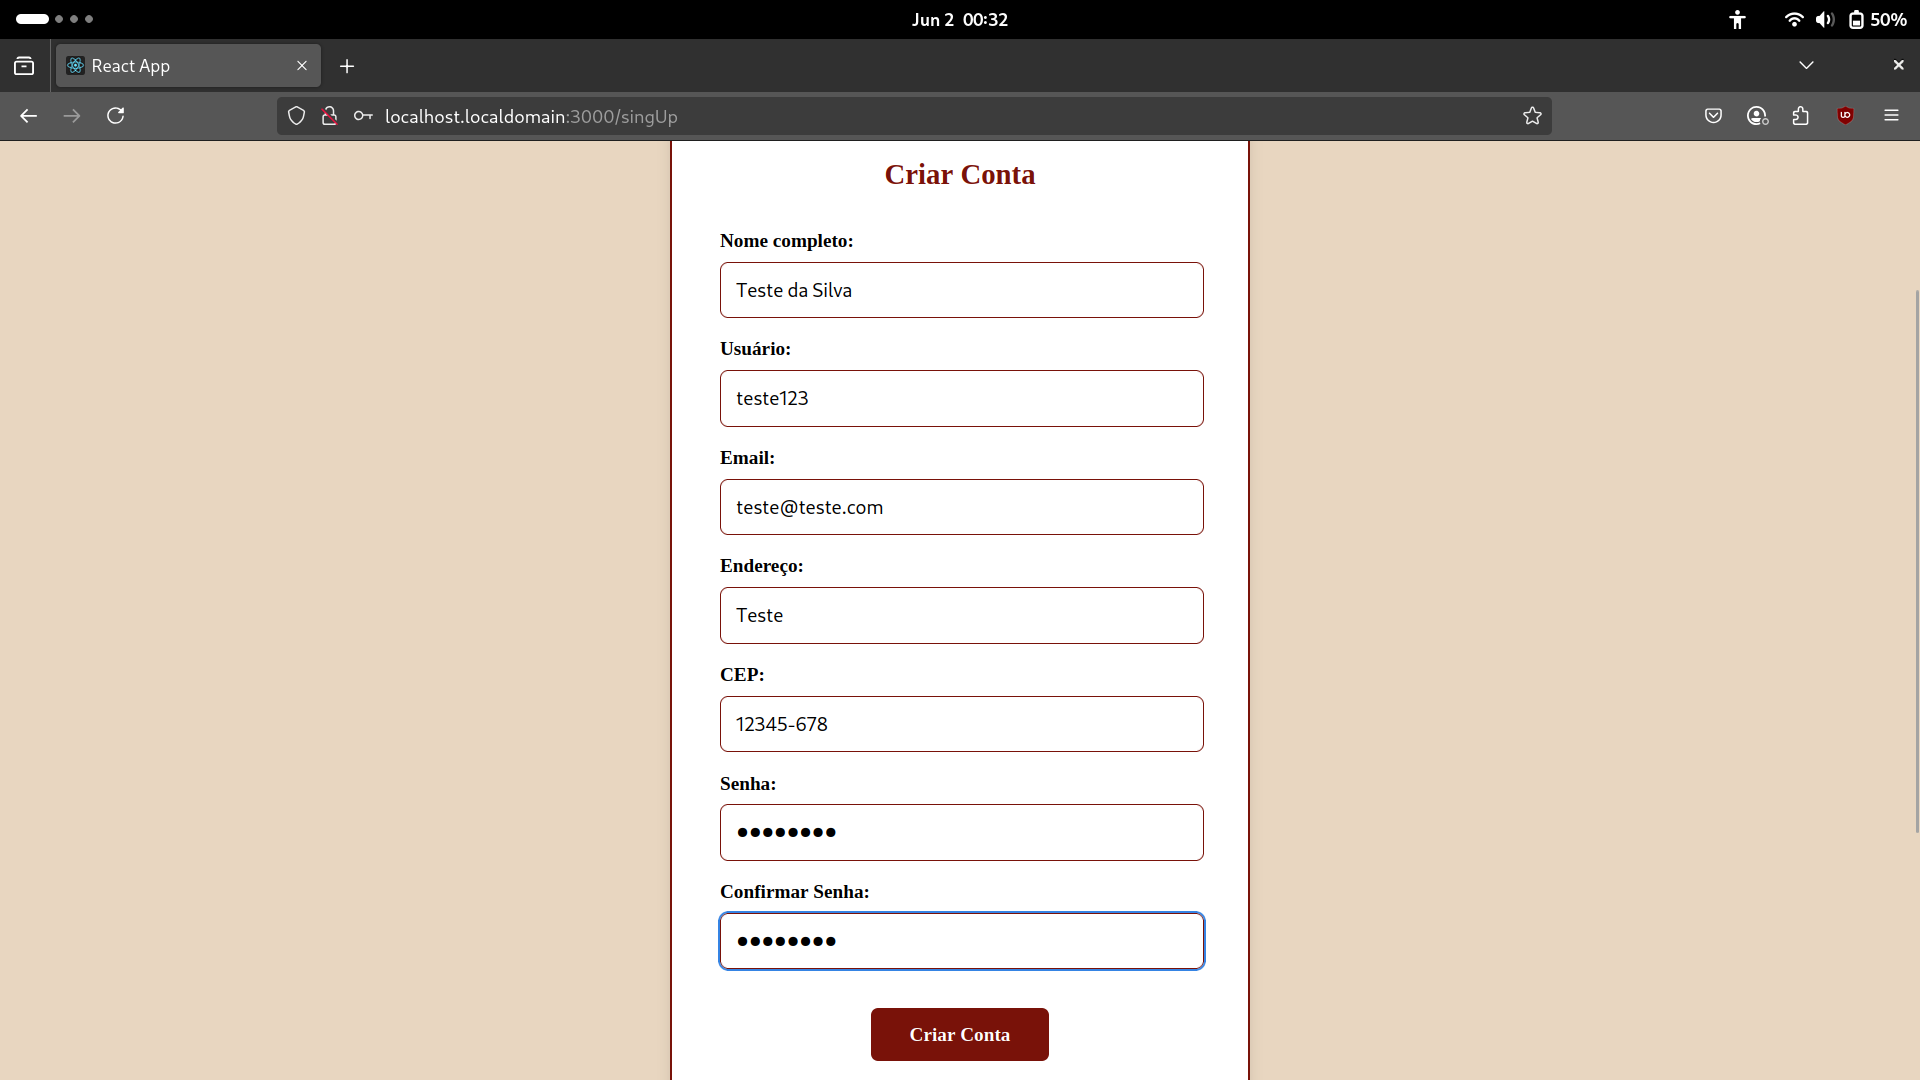 Jun 2 00:32
50%
React App
localhost.localdomain:3000/singUp
Criar Conta
Nome completo:
Teste da Silva
Usuário:
teste123
Email:
teste@teste.com
Endereço:
Teste
CEP:
12345-678
Senha:
●●●●●●●●
Confirmar Senha:
●●●●●●●●
Criar Conta